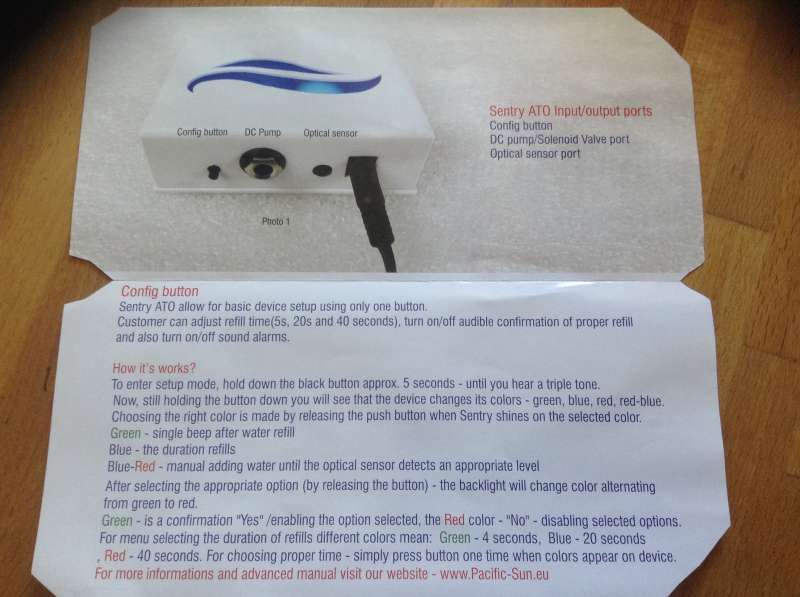 Config button DC Pump Optical sensor
Photo 1
Sentry ATO Input/output ports
Config button
DC pump/Solenoid Valve port
Optical sensor port
Config button
Sentry ATO allow for basic device setup using only one button.
Customer can adjust refill time(5s, 20s and 40 seconds), turn on/off audible confirmation of proper refill
and also turn on/off sound alarms.
How it's works?
To enter setup mode, hold down the black button approx. 5 seconds - until you hear a triple tone.
Now, still holding the button down you will see that the device changes its colors - green, blue, red, red-blue.
Choosing the right color is made by releasing the push button when Sentry shines on the selected color.
Green - single beep after water refill
Blue - the duration refills
Blue-Red - manual adding water until the optical sensor detects an appropriate level
After selecting the appropriate option (by releasing the button) - the backlight will change color alternating
from green to red.
Green - is a confirmation "Yes" /enabling the option selected, the Red color - "No" - disabling selected options.
For menu selecting the duration of refills different colors mean: Green - 4 seconds, Blue - 20 seconds
, Red - 40 seconds. For choosing proper time - simply press button one time when colors appear on device.
For more informations and advanced manual visit our website - www.Pacific-Sun.eu